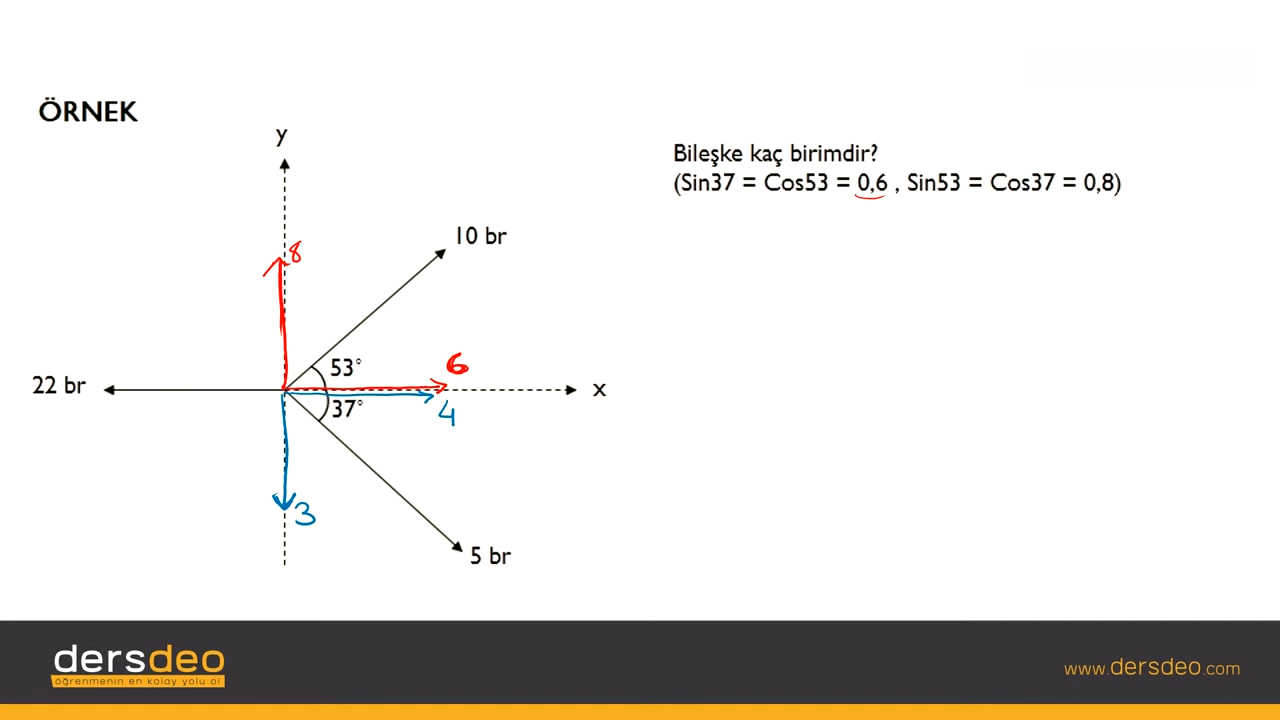 ÖRNEK
y
Bileşke kaç birimdir?
(Sin37 = Cos53 = 0,6 , Sin53 = Cos37 = 0,8)
10 br
8
53°
6
22 br
x
37°
4
3
5 br
dersdeo
öğrenmenin en kolay yolu o!
www.dersdeo.com